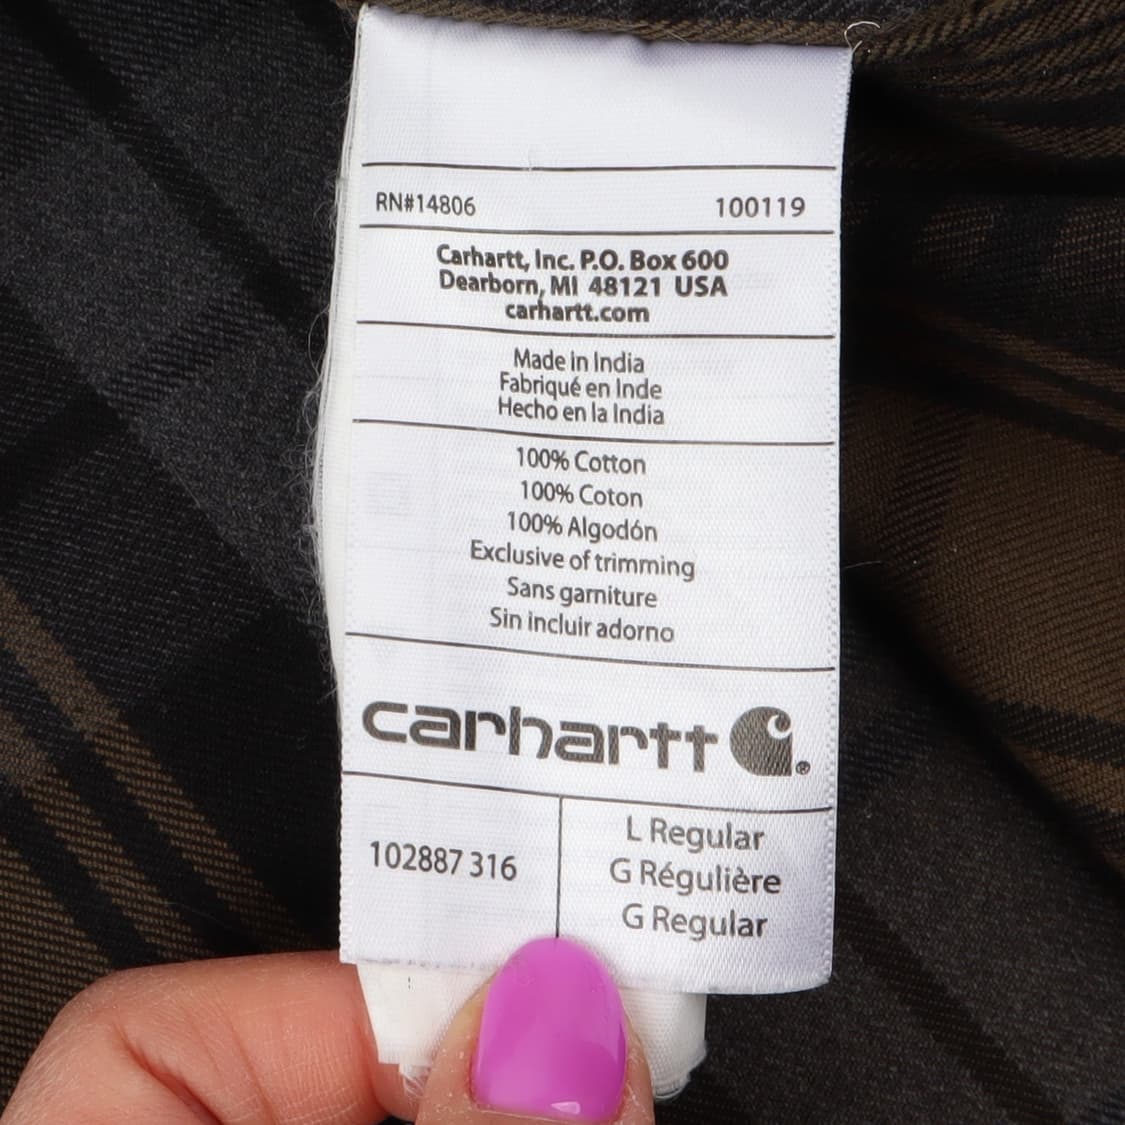 RN#14806 100119
Carhartt, Inc. P.O. Box 600
Dearborn, MI 48121 USA
carhartt.com
Made in India
Fabriqué en Inde
Hecho en la India
100% Cotton
100% Coton
100% Algodón
Exclusive of trimming
Sans garniture
Sin incluir adorno
carhartt ®
102887 316
L Regular
G Régulière
G Regular